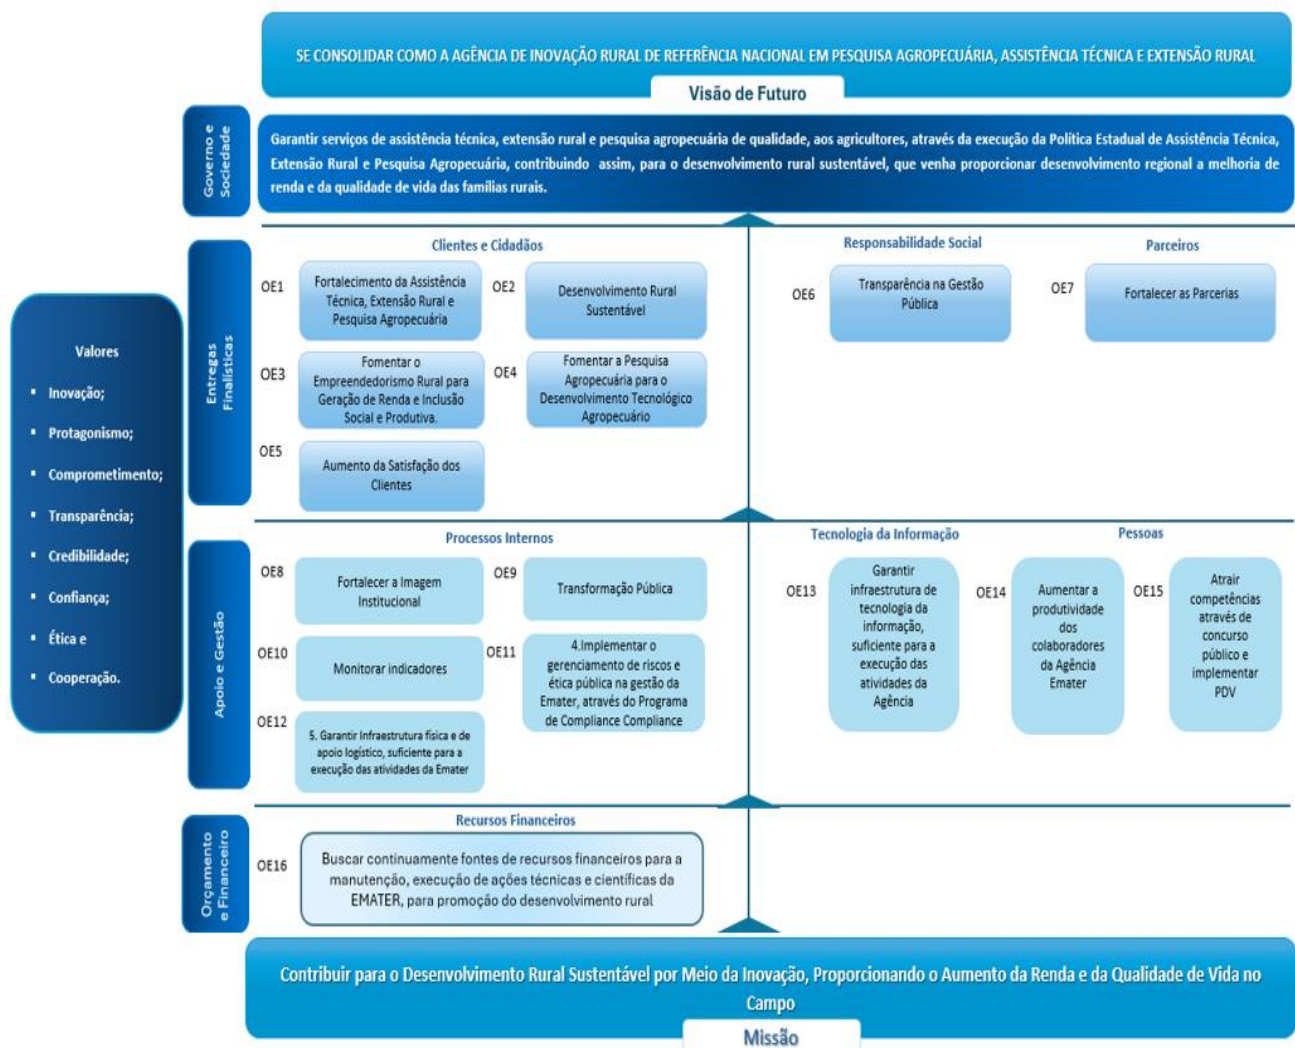 SE CONSOLIDAR COMO A AGÊNCIA DE INOVAÇÃO RURAL DE REFERÊNCIA NACIONAL EM PESQUISA AGROPECUÁRIA, ASSISTÊNCIA TÉCNICA E EXTENSÃO RURAL
Visão de Futuro
Governo e
Sociedade
Garantir serviços de assistência técnica, extensão rural e pesquisa agropecuária de qualidade, aos agricultores, através da execução da Política Estadual de Assistência Técnica,
Extensão Rural e Pesquisa Agropecuária, contribuindo assim, para o desenvolvimento rural sustentável, que venha proporcionar desenvolvimento regional a melhoria de
renda e da qualidade de vida das famílias rurais.
Valores
▪ Inovação;
▪ Protagonismo;
▪ Comprometimento;
▪ Transparência;
▪ Credibilidade;
▪ Confiança;
▪ Ética e
▪ Cooperação.
Entregas
Finalísticas
Clientes e Cidadãos
OE1
Fortalecimento da Assistência
Técnica, Extensão Rural e
Pesquisa Agropecuária
OE2
Desenvolvimento Rural
Sustentável
OE3
Fomentar o
Empreendedorismo Rural para
Geração de Renda e Inclusão
Social e Produtiva.
OE4
Fomentar a Pesquisa
Agropecuária para o
Desenvolvimento Tecnológico
Agropecuário
OE5
Aumento da Satisfação dos
Clientes
Responsabilidade Social
OE6
Transparência na Gestão
Pública
Parceiros
OE7
Fortalecer as Parcerias
Apoio e Gestão
Processos Internos
OE8
Fortalecer a Imagem
Institucional
OE9
Transformação Pública
OE10
Monitorar indicadores
OE11
4.Implementar o
gerenciamento de riscos e
ética pública na gestão da
Emater, através do Programa
de Compliance Compliance
OE12
5. Garantir Infraestrutura física e de
apoio logístico, suficiente para a
execução das atividades da Emater
Tecnologia da Informação
OE13
Garantir
infraestrutura de
tecnologia da
informação,
suficiente para a
execução das
atividades da
Agência
Pessoas
OE14
Aumentar a
produtividade
dos
colaboradores
da Agência
Emater
OE15
Atrair
competências
através de
concurso
público e
implementar
PDV
Orçamento
e Financeiro
Recursos Financeiros
OE16
Buscar continuamente fontes de recursos financeiros para a
manutenção, execução de ações técnicas e científicas da
EMATER, para promoção do desenvolvimento rural
Contribuir para o Desenvolvimento Rural Sustentável por Meio da Inovação, Proporcionando o Aumento da Renda e da Qualidade de Vida no
Campo
Missão